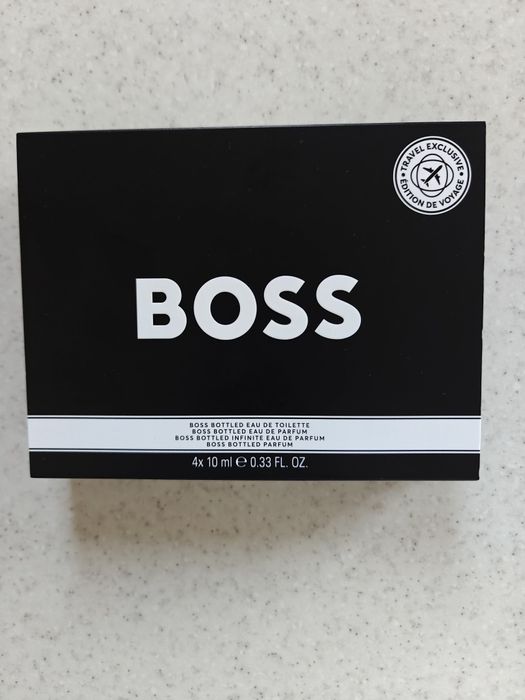 • TRAVEL EXCLUSIVE •
ÉDITION DE VOYAGE
BOSS
BOSS BOTTLED EAU DE TOILETTE
BOSS BOTTLED EAU DE PARFUM
BOSS BOTTLED INFINITE EAU DE PARFUM
BOSS BOTTLED PARFUM
4x 10 ml ℮ 0.33 FL. OZ.